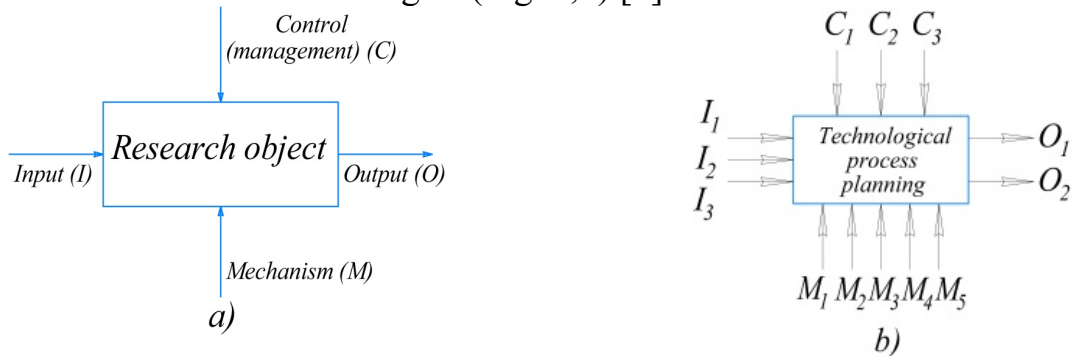 Control
(management) (C)
Research object
Input (I)
Output (O)
Mechanism (M)
a)
C1 C2 C3
I1
I2
I3
Technological
process
planning
O1
O2
M1 M2 M3 M4 M5
b)